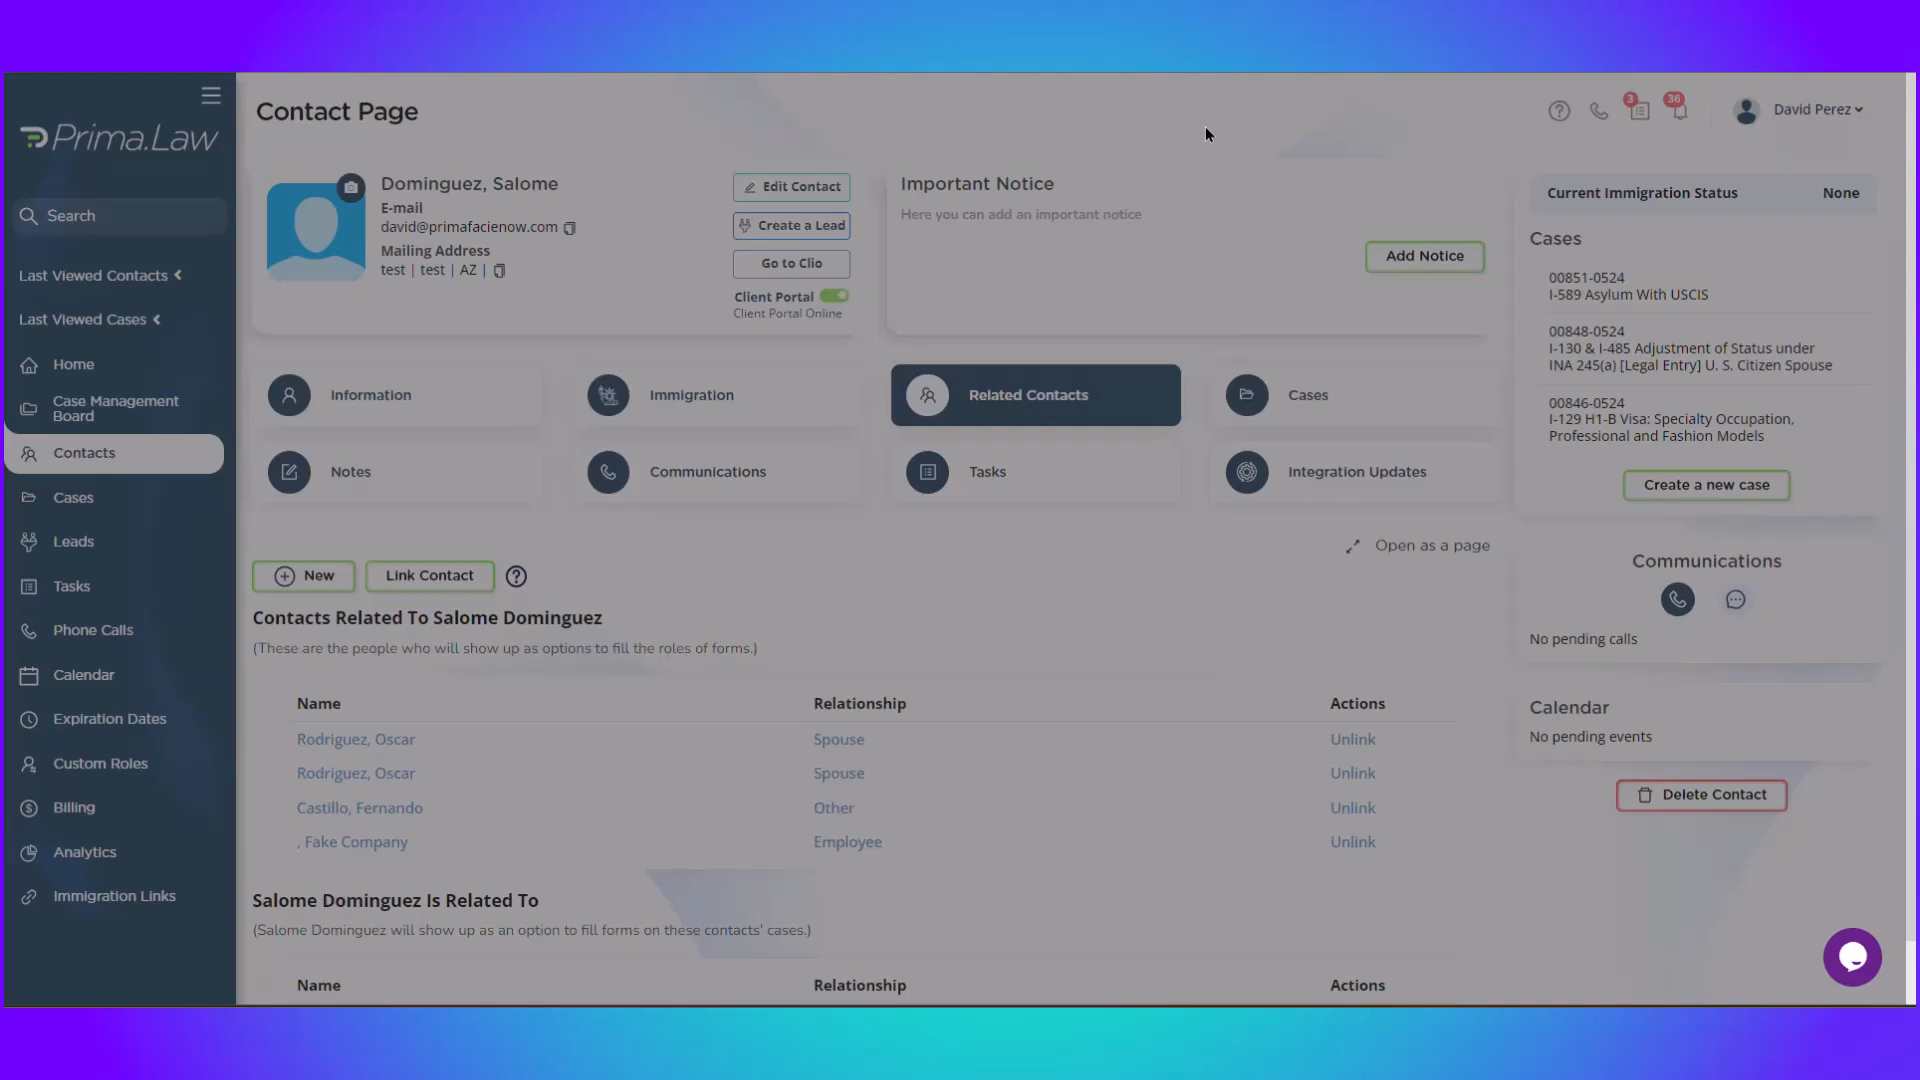 Prima.Law
Search
Last Viewed Contacts
Last Viewed Cases
Home
Case Management
Board
Contacts
Cases
Leads
Tasks
Phone Calls
Calendar
Expiration Dates
Custom Roles
Billing
Analytics
Immigration Links
Contact Page
3
36
David Perez
Dominguez, Salome
E-mail
david@primafacienow.com
Mailing Address
test | test | AZ |
Edit Contact
Create a Lead
Go to Clio
Client Portal
Client Portal Online
Important Notice
Here you can add an important notice
Add Notice
Information
Immigration
Related Contacts
Cases
Notes
Communications
Tasks
Integration Updates
Open as a page
New
Link Contact
Contacts Related To Salome Dominguez
(These are the people who will show up as options to fill the roles of forms.)
Name Relationship Actions
Rodriguez, Oscar Spouse Unlink
Rodriguez, Oscar Spouse Unlink
Castillo, Fernando Other Unlink
, Fake Company Employee Unlink
Salome Dominguez Is Related To
(Salome Dominguez will show up as an option to fill forms on these contacts' cases.)
Name Relationship Actions
Current Immigration Status None
Cases
00851-0524
I-589 Asylum With USCIS
00848-0524
I-130 & I-485 Adjustment of Status under
INA 245(a) [Legal Entry] U. S. Citizen Spouse
00846-0524
I-129 H1-B Visa: Specialty Occupation,
Professional and Fashion Models
Create a new case
Communications
No pending calls
Calendar
No pending events
Delete Contact